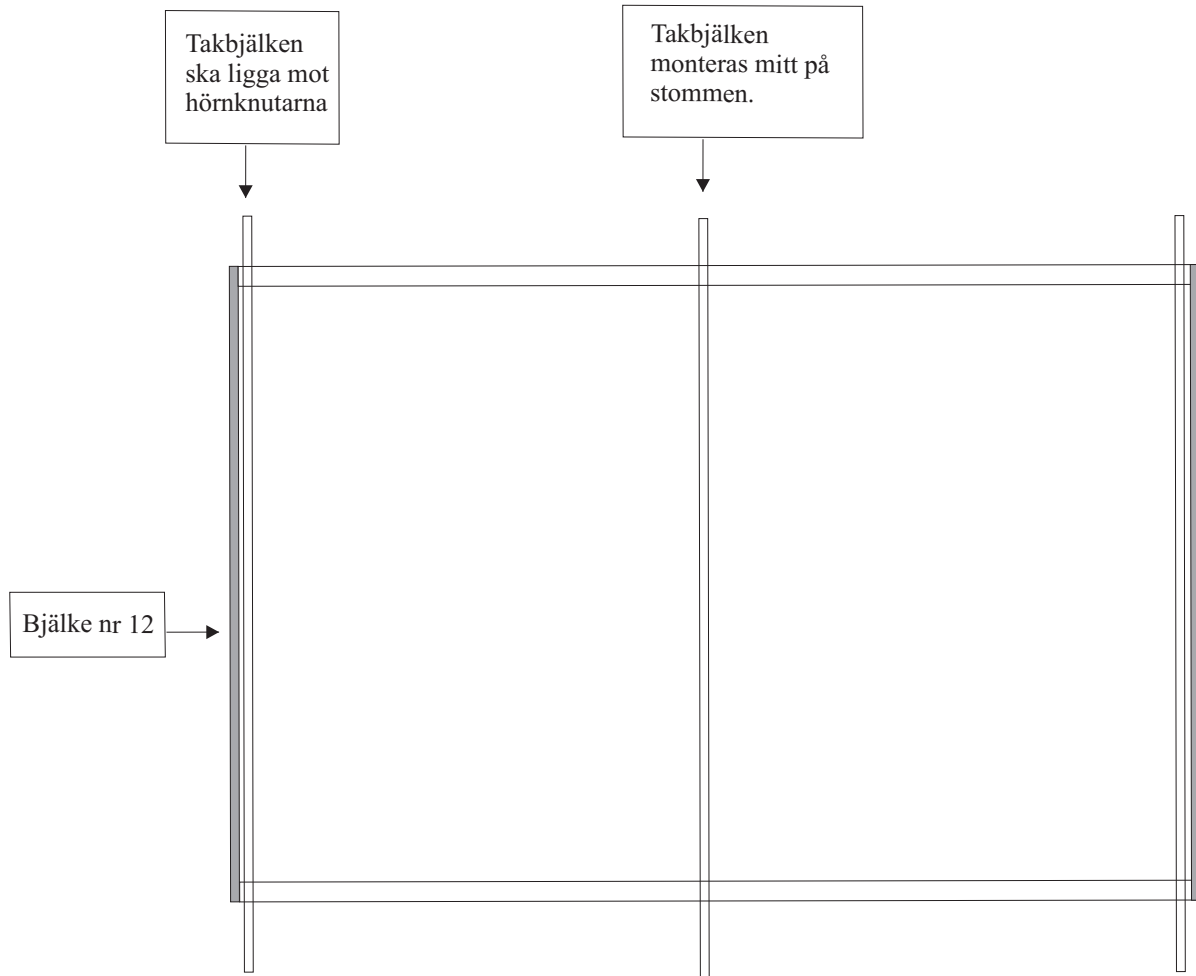 Takbjälken
ska ligga mot
hörnknutarna
Takbjälken
monteras mitt på
stommen.
Bjälke nr 12